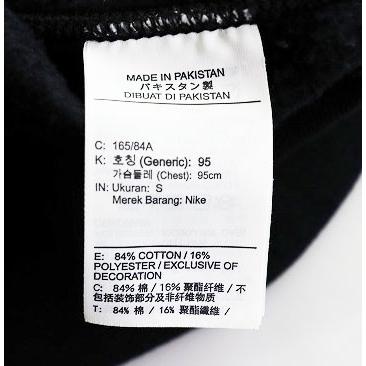 MADE IN PAKISTAN
パキスタン製
DIBUAT DI PAKISTAN
C: 165/84A
K: 호칭 (Generic): 95
가슴둘레 (Chest): 95cm
IN: Ukuran: S
Merek Barang: Nike
E: 84% COTTON / 16%
POLYESTER / EXCLUSIVE OF
DECORATION
C: 84% 棉 / 16% 聚酯纤维 / 不
包括装饰部分及非纤维物质
T: 84% 棉 / 16% 聚酯纖維 /